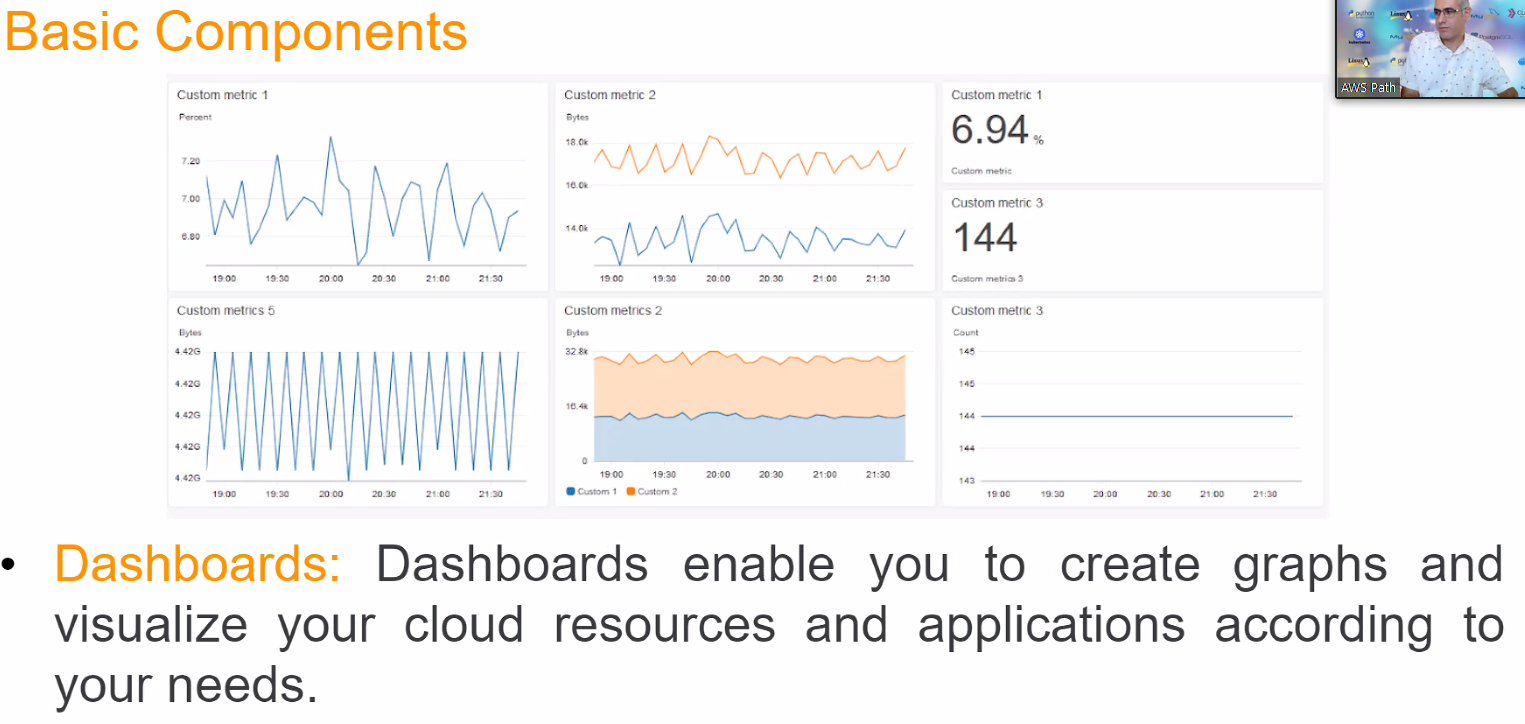 Basic Components
AWS Path
python
Linux
kubernetes
PostgreSQL
Linux
Custom metric 1
Percent
7.20
7.00
6.80
19:00 19:30 20:00 20:30 21:00 21:30
Custom metric 2
Bytes
18.0k
16.0k
14.0k
19:00 19:30 20:00 20:30 21:00 21:30
Custom metric 1
6.94 %
Custom metric
Custom metric 3
144
Custom metrics 3
Custom metrics 5
Bytes
4.42G
4.42G
4.42G
4.42G
4.42G
19:00 19:30 20:00 20:30 21:00 21:30
Custom metrics 2
Bytes
32.8k
16.4k
0
19:00 19:30 20:00 20:30 21:00 21:30
Custom 1 Custom 2
Custom metric 3
Count
145
145
144
144
143
19:00 19:30 20:00 20:30 21:00 21:30
• Dashboards: Dashboards enable you to create graphs and
visualize your cloud resources and applications according to
your needs.